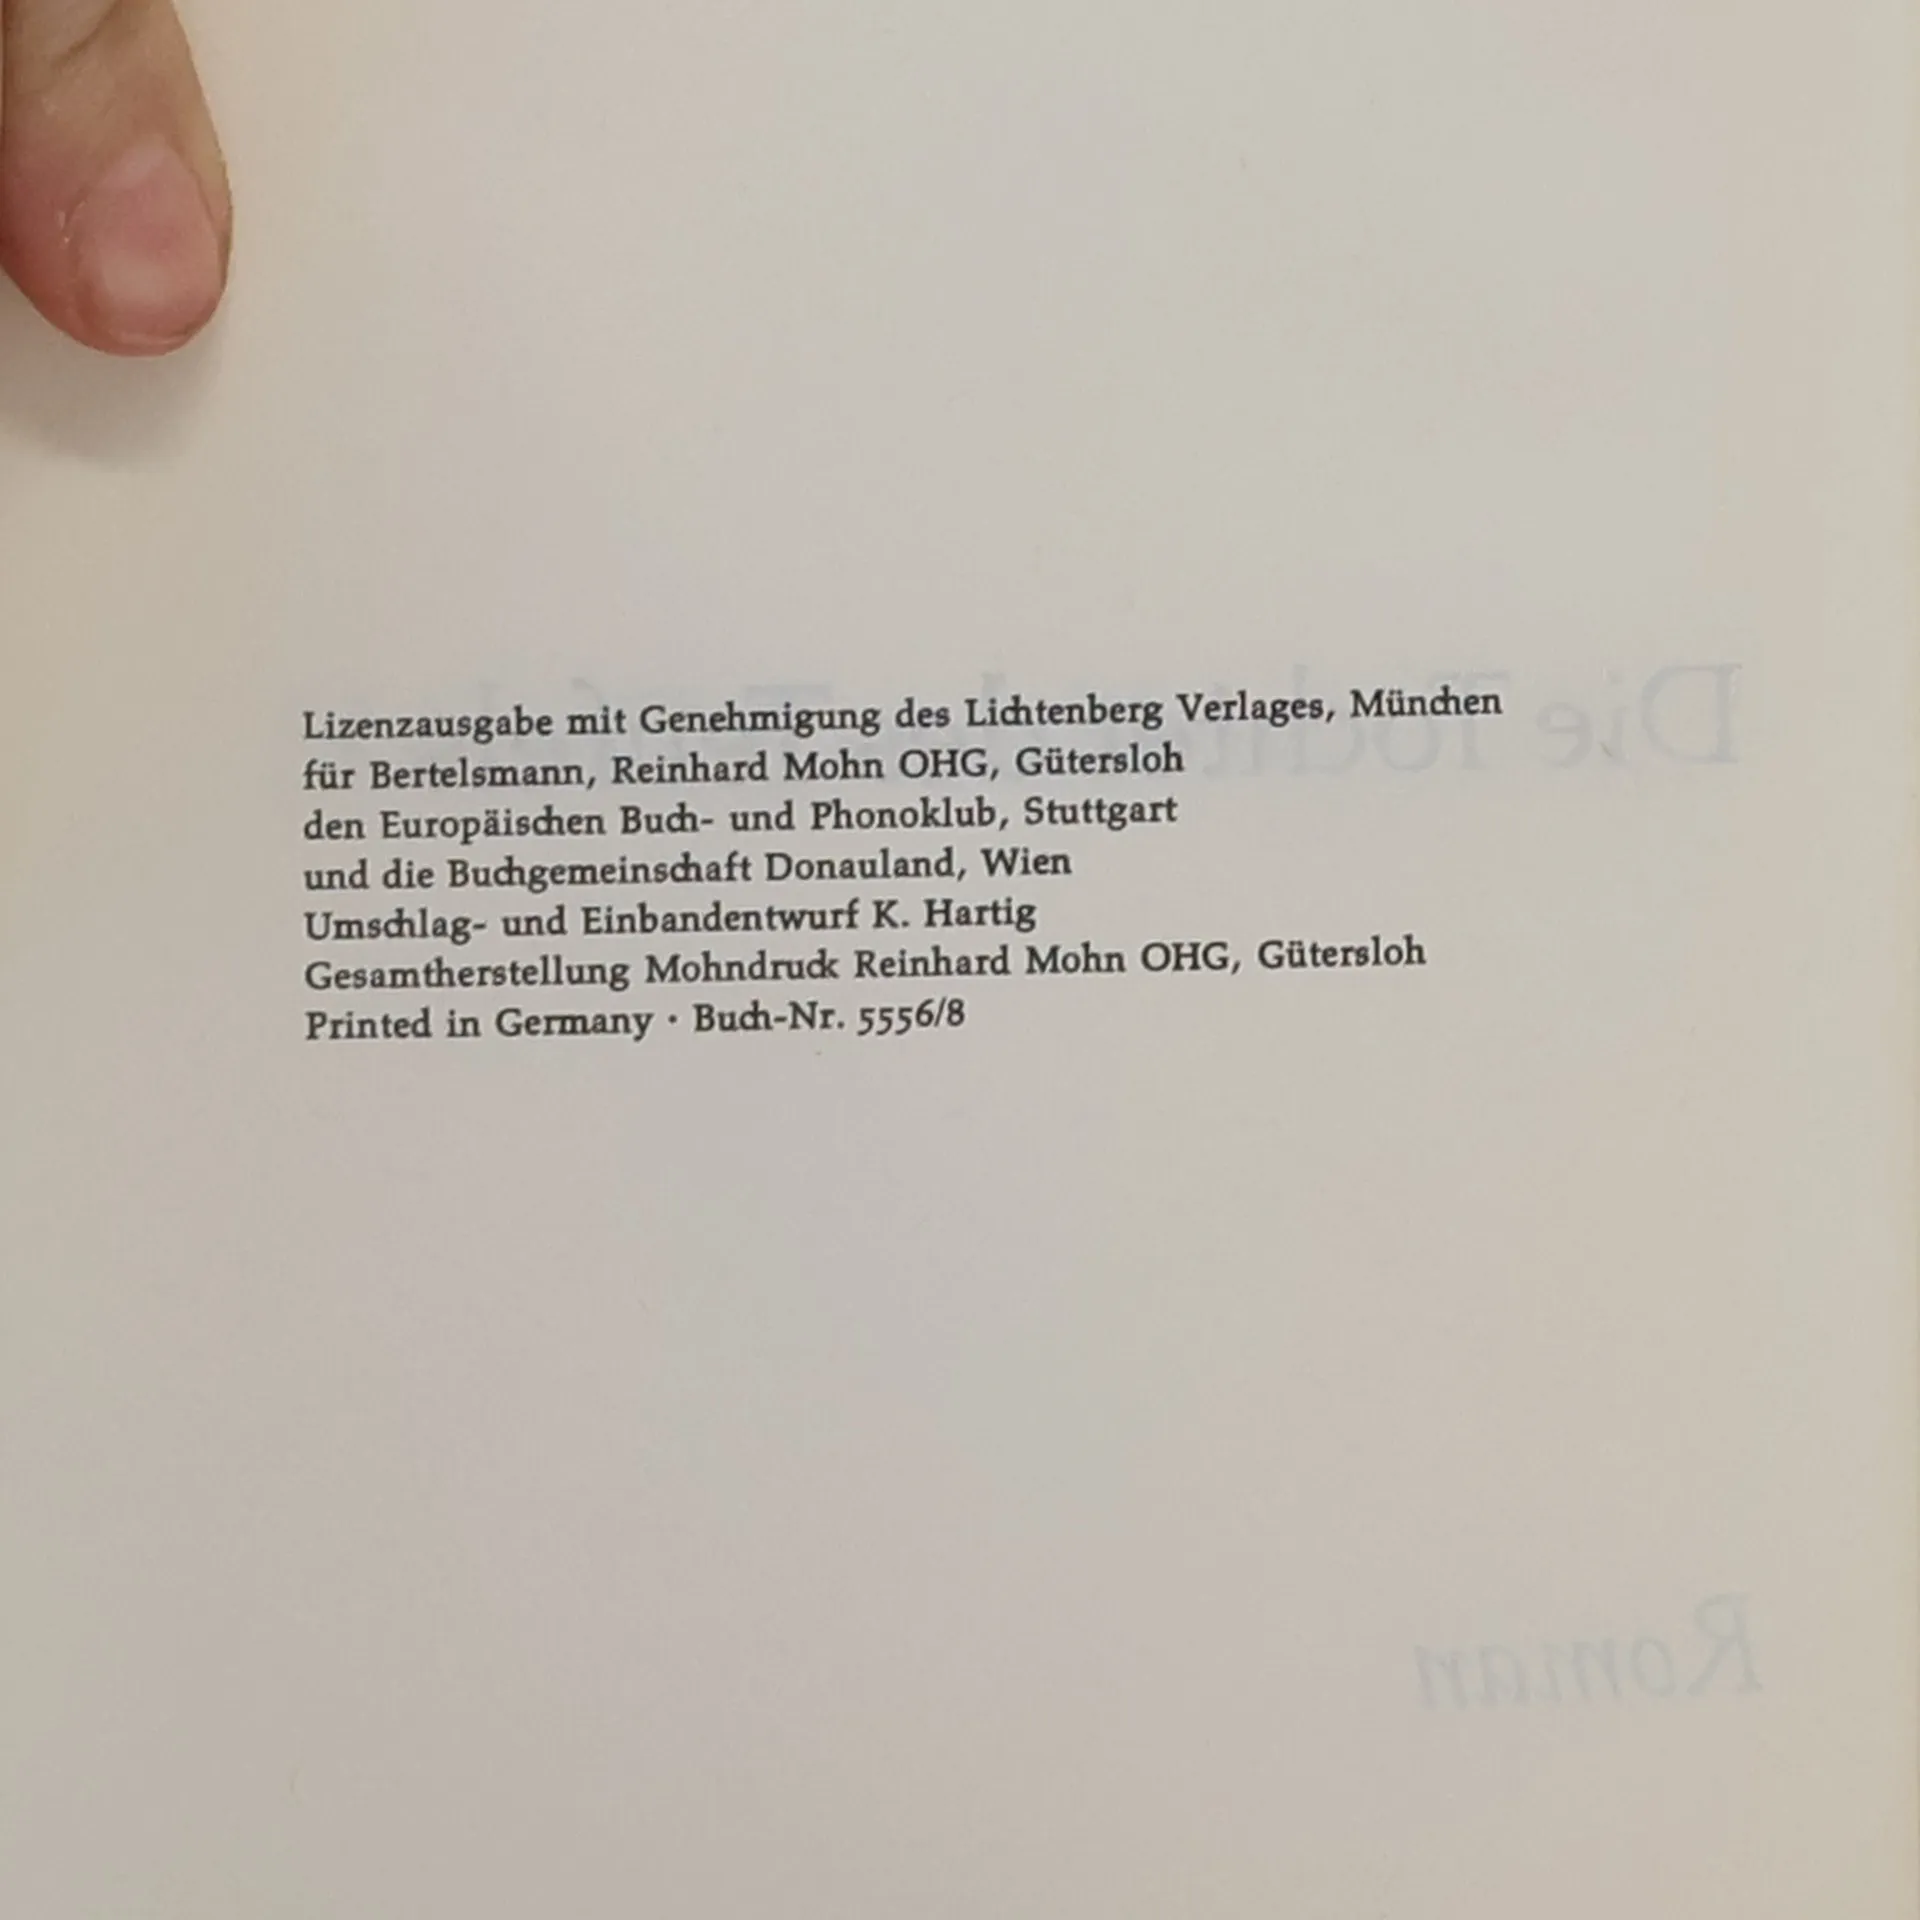 Lizenzausgabe mit Genehmigung des Lichtenberg Verlages, München
für Bertelsmann, Reinhard Mohn OHG, Gütersloh
den Europäischen Buch- und Phonoklub, Stuttgart
und die Buchgemeinschaft Donauland, Wien
Umschlag- und Einbandentwurf K. Hartig
Gesamtherstellung Mohndruck Reinhard Mohn OHG, Gütersloh
Printed in Germany · Buch-Nr. 5556/8
Roman